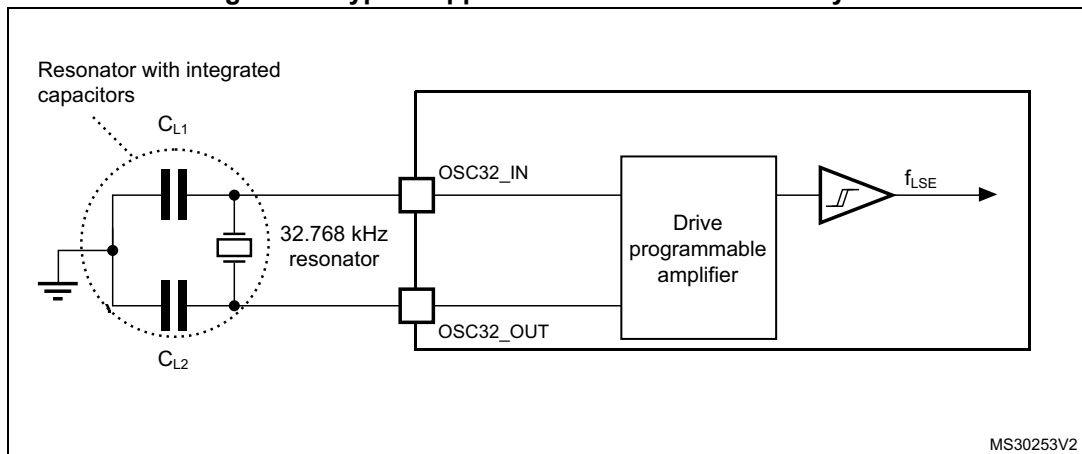 Resonator with integrated
capacitors
C_L1
OSC32_IN
32.768 kHz
resonator
Drive
programmable
amplifier
f_LSE
OSC32_OUT
C_L2
MS30253V2